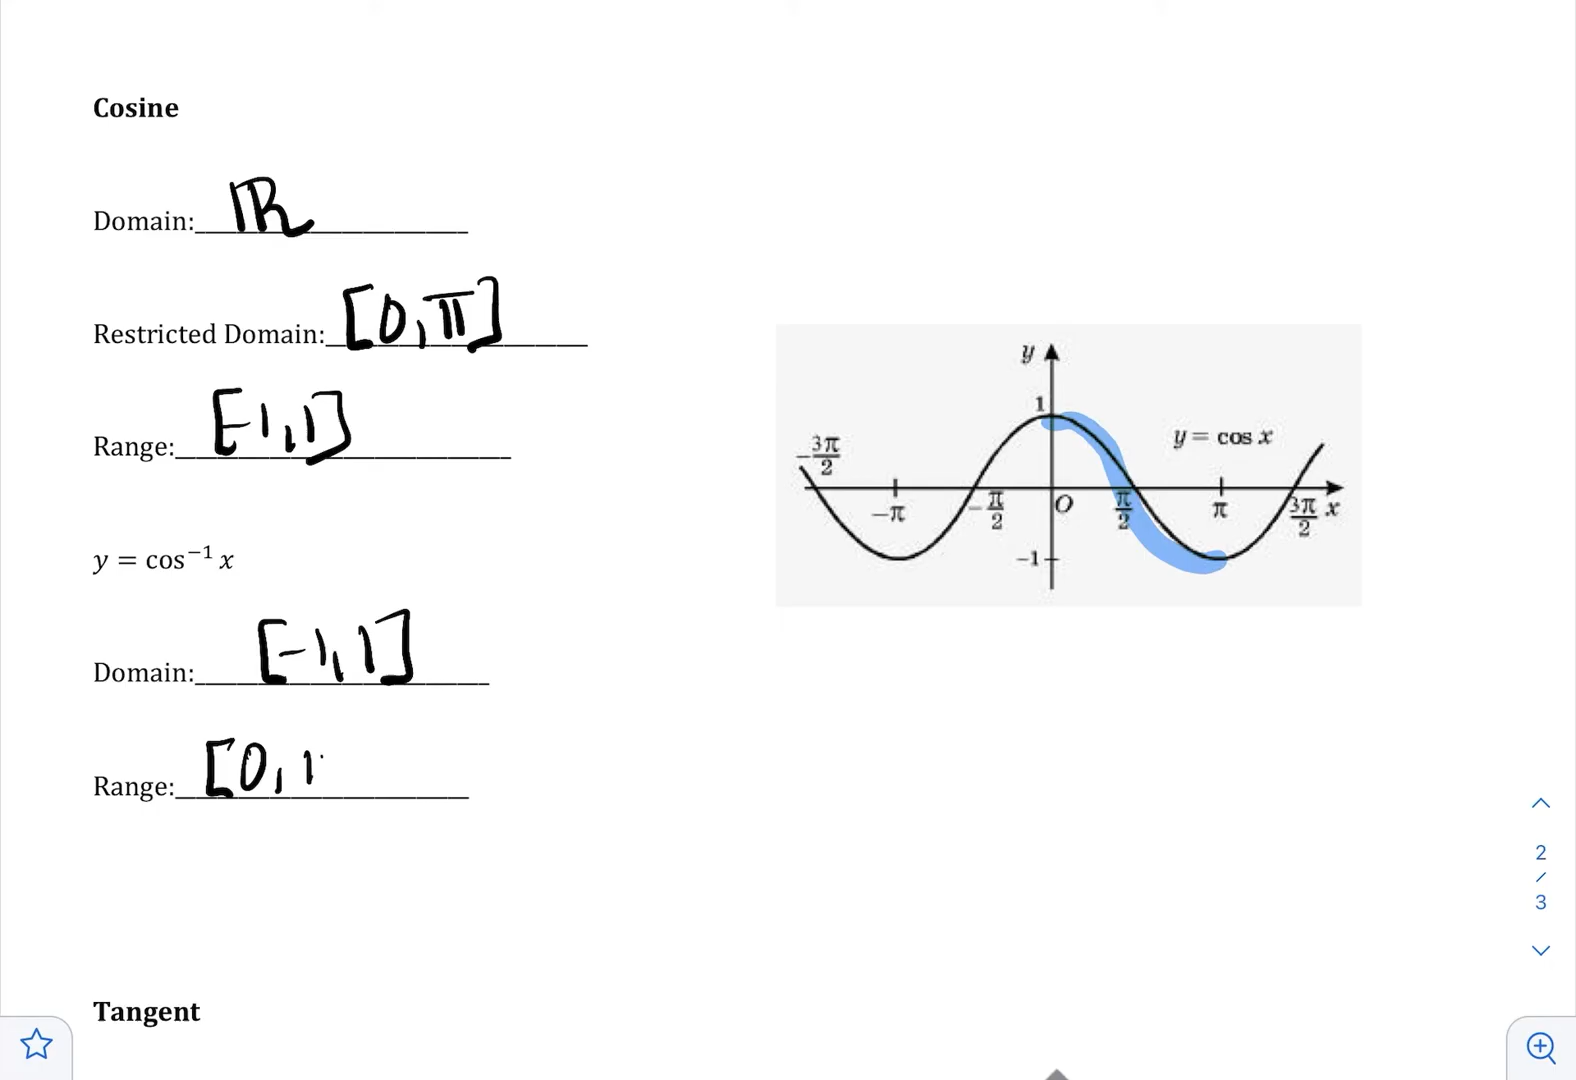 Cosine
Domain: ℝ
Restricted Domain: [0, π]
Range: [-1, 1]
y = cos⁻¹ x
Domain: [-1, 1]
Range: [0, 
y
1
y = cos x
-3π/2
-π
-π/2
O
π/2
π
3π/2
x
-1
2
/
3
Tangent